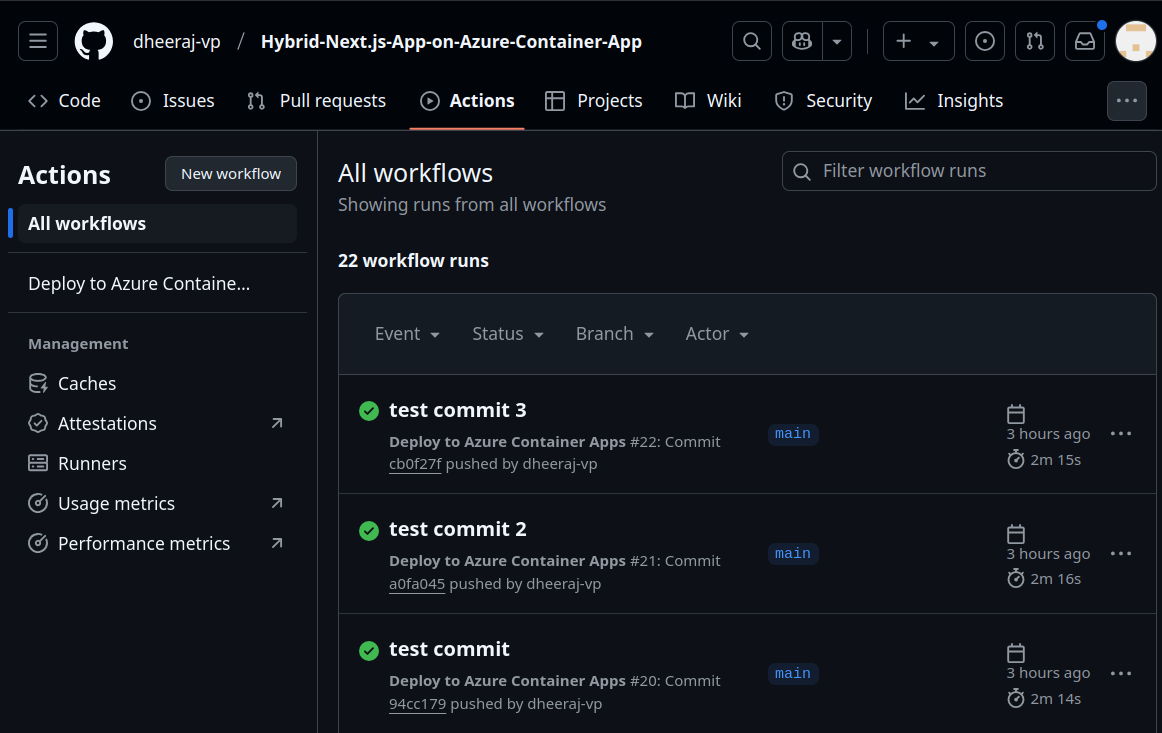 dheeraj-vp / Hybrid-Next.js-App-on-Azure-Container-App
Code Issues Pull requests Actions Projects Wiki Security Insights
Actions
New workflow
All workflows
Deploy to Azure Containe...
Management
Caches
Attestations
Runners
Usage metrics
Performance metrics
All workflows
Showing runs from all workflows
Filter workflow runs
22 workflow runs
Event Status Branch Actor
test commit 3
Deploy to Azure Container Apps #22: Commit
cb0f27f pushed by dheeraj-vp
main
3 hours ago
2m 15s
test commit 2
Deploy to Azure Container Apps #21: Commit
a0fa045 pushed by dheeraj-vp
main
3 hours ago
2m 16s
test commit
Deploy to Azure Container Apps #20: Commit
94cc179 pushed by dheeraj-vp
main
3 hours ago
2m 14s